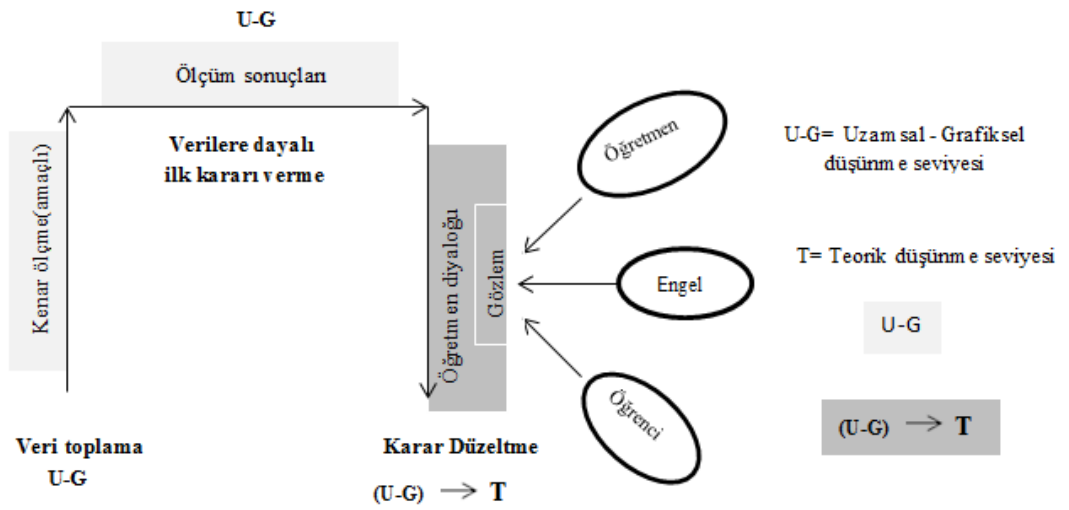 U-G
Ölçüm sonuçları
Verilere dayalı
ilk kararı verme
Kenar ölçme(amaçlı)
Veri toplama
U-G
Öğretmen diyaloğu
Gözlem
Karar Düzeltme
(U-G) → T
Öğretmen
Engel
Öğrenci
U-G= Uzamsal - Grafiksel
düşünme seviyesi
T= Teorik düşünme seviyesi
U-G
(U-G) → T